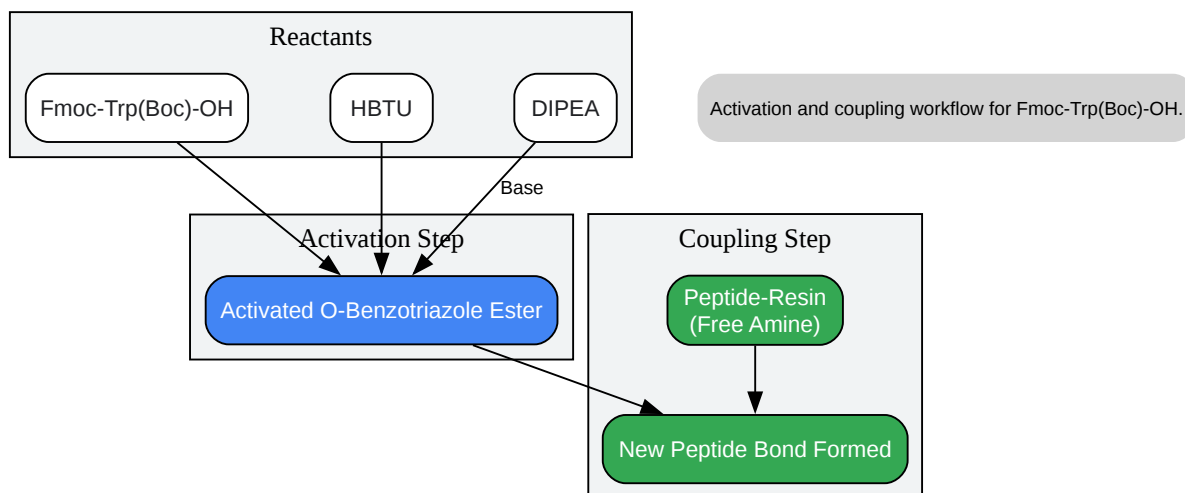 Reactants
Fmoc-Trp(Boc)-OH
HBTU
DIPEA
Activation and coupling workflow for Fmoc-Trp(Boc)-OH.
Base
Activation Step
Coupling Step
Activated O-Benzotriazole Ester
Peptide-Resin
(Free Amine)
New Peptide Bond Formed